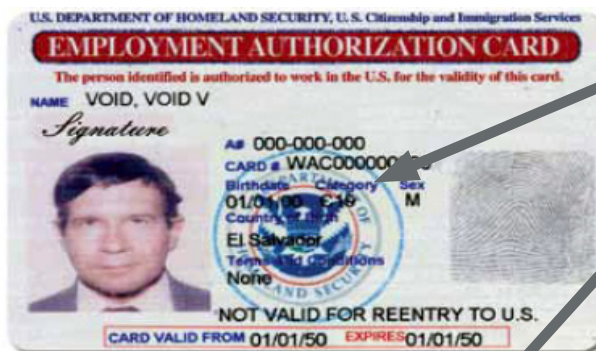 U.S. DEPARTMENT OF HOMELAND SECURITY, U. S. Citizenship and Immigration Services
EMPLOYMENT AUTHORIZATION CARD
The person identified is authorized to work in the U.S. for the validity of this card.
NAME VOID, VOID V
Signature
A# 000-000-000
CARD # WAC000000
Birthdate Category Sex
01/01/00 C19 M
Country of Birth
El Salvador
Terms and Conditions
None
NOT VALID FOR REENTRY TO U.S.
CARD VALID FROM 01/01/50 EXPIRES 01/01/50